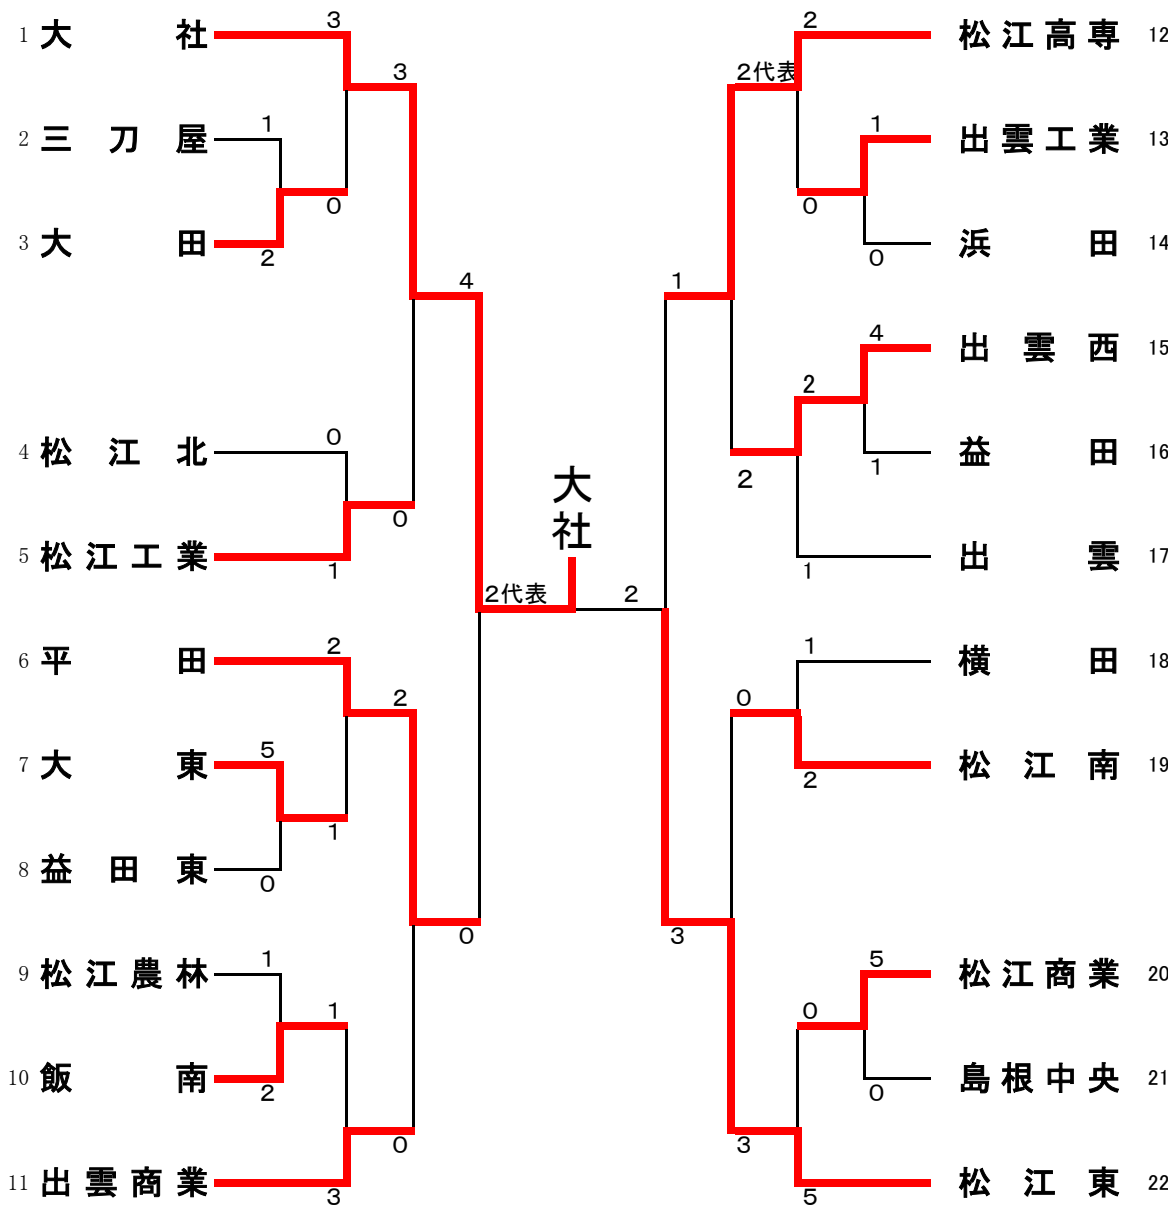 3
1 大社
3
2 三刀屋
1
0
3 大田
2
4
4 松江北
0
0
5 松江工業
1
6 平田
2
2
7 大東
5
1
8 益田東
0
0
9 松江農林
1
1
10 飯南
2
0
11 出雲商業
3
大社
2代表
2
2
松江高専 12
2代表
1
出雲工業 13
0
浜田 14
0
1
4
出雲西 15
2
益田 16
1
2
出雲 17
1
1
横田 18
0
松江南 19
2
3
5
松江商業 20
0
島根中央 21
0
3
松江東 22
5